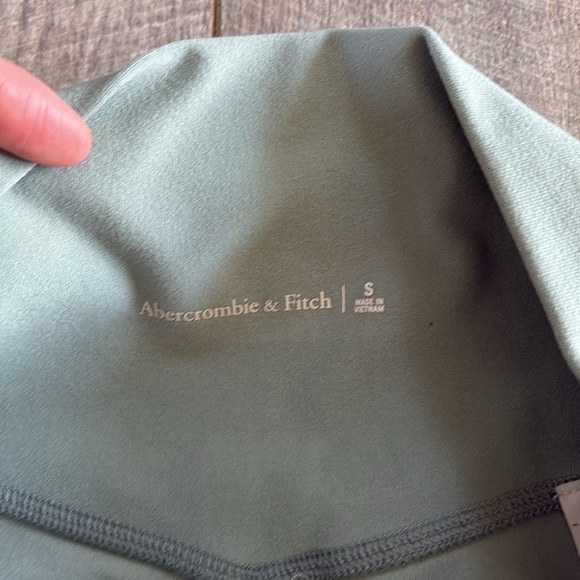 Abercrombie & Fitch | S
MADE IN
VIETNAM